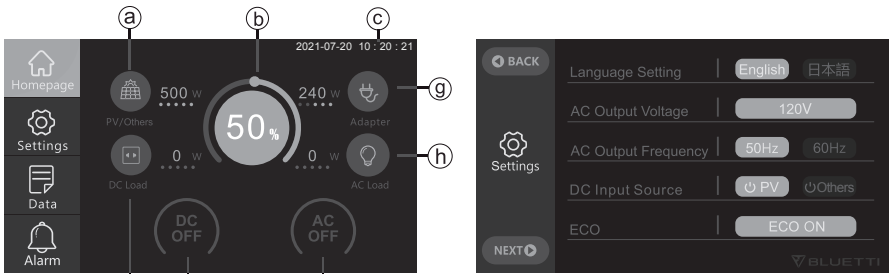 a
b
c
2021-07-20 10 : 20 : 21
Homepage
500 W
240 W
g
PV/Others
50%
Adapter
Settings
0 W
0 W
h
DC Load
AC Load
Data
DC
OFF
AC
OFF
Alarm
BACK
Language Setting
English
日本語
AC Output Voltage
120V
Settings
AC Output Frequency
50Hz
60Hz
DC Input Source
PV
Others
ECO
ECO ON
NEXT
BLUETTI